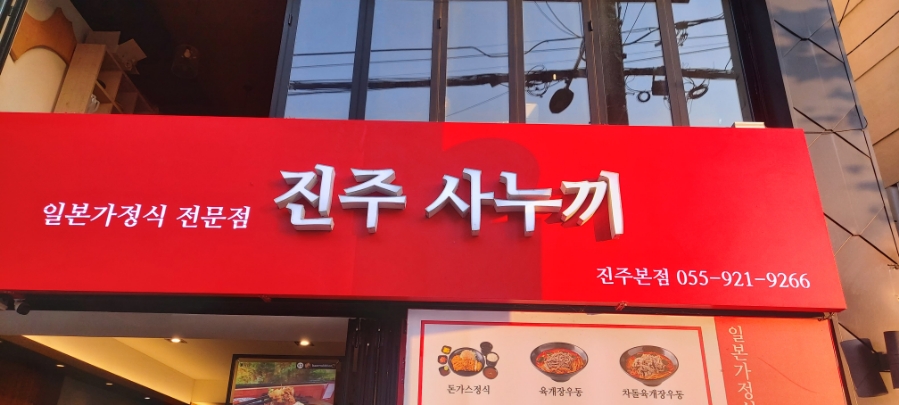 일본가정식 전문점
진주 사누끼
진주본점 055-921-9266
돈가스정식
육개장우동
차돌육개장우동
일본가정